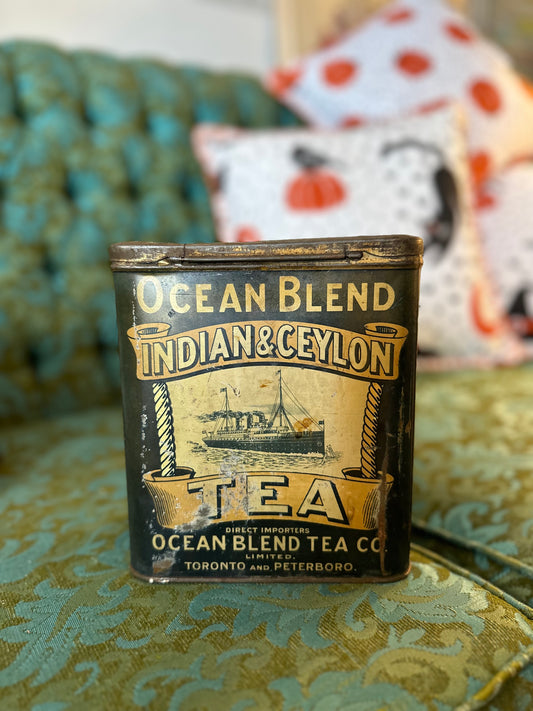 OCEAN BLEND
INDIAN & CEYLON
TEA
DIRECT IMPORTERS
OCEAN BLEND TEA CO
LIMITED.
TORONTO AND PETERBORO.